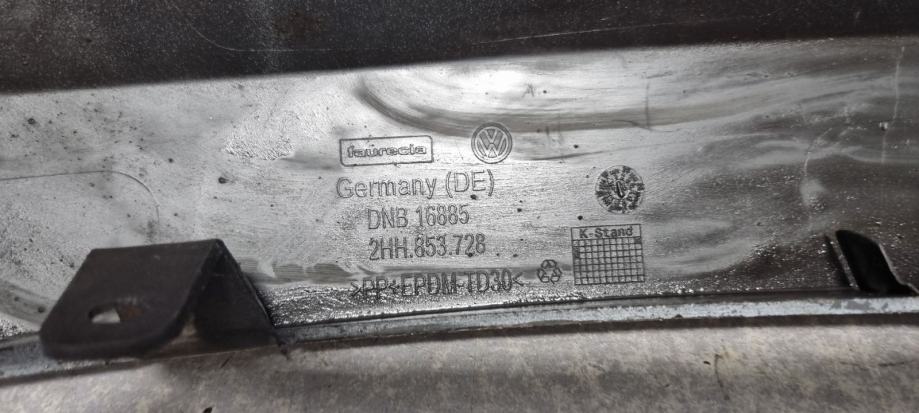 faurecia
Germany (DE)
DNB 16885
2HH.853.728
>PP+EPDM-TD30<
K-Stand